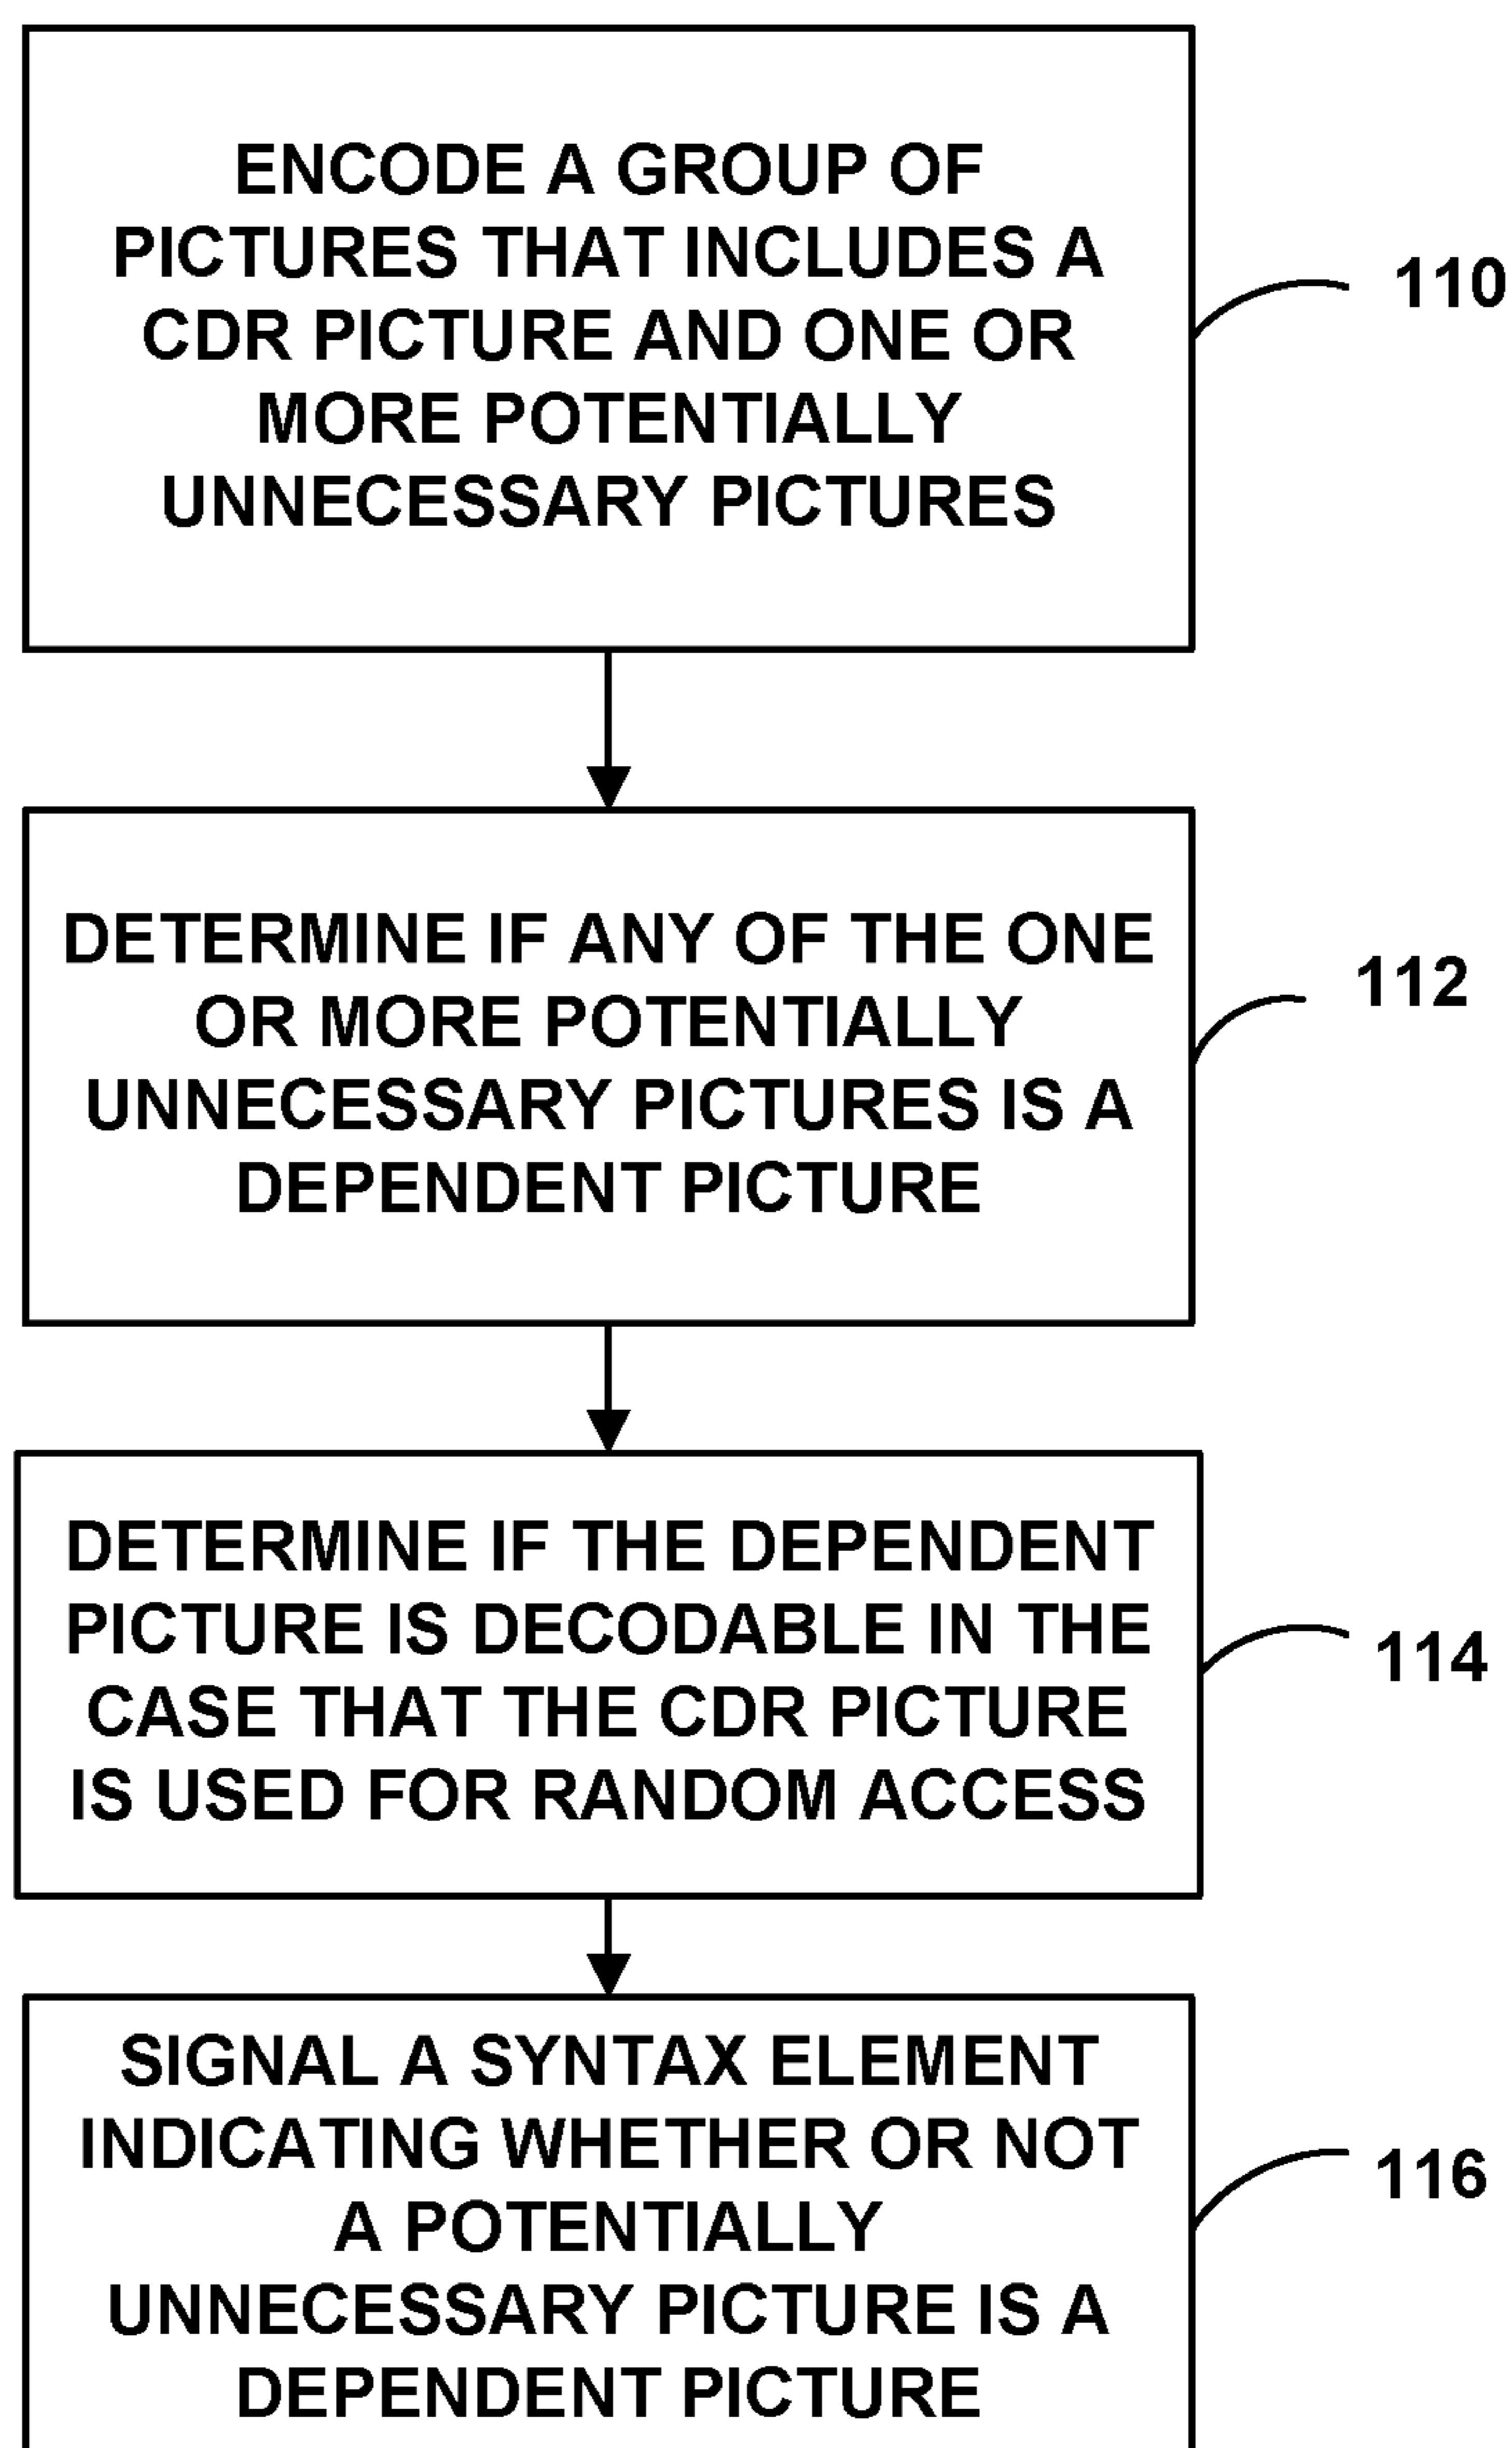 ENCODE A GROUP OF
PICTURES THAT INCLUDES A
CDR PICTURE AND ONE OR
MORE POTENTIALLY
UNNECESSARY PICTURES
110
DETERMINE IF ANY OF THE ONE
OR MORE POTENTIALLY
UNNECESSARY PICTURES IS A
DEPENDENT PICTURE
112
DETERMINE IF THE DEPENDENT
PICTURE IS DECODABLE IN THE
CASE THAT THE CDR PICTURE
IS USED FOR RANDOM ACCESS
114
SIGNAL A SYNTAX ELEMENT
INDICATING WHETHER OR NOT
A POTENTIALLY
UNNECESSARY PICTURE IS A
DEPENDENT PICTURE
116